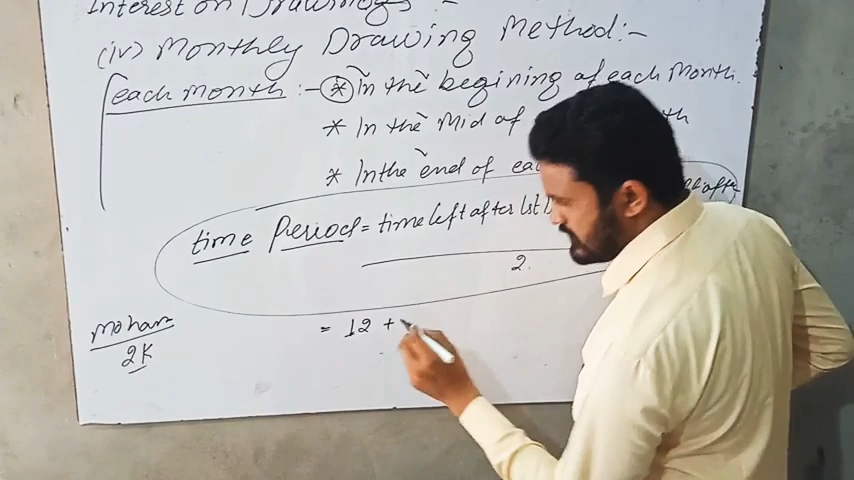 Interest on Drawings :-
(iv) Monthly Drawing Method:-
each month :- * In the begining of each Month.
* In the Mid of
* In the end of
time Period = time left after 1st
2.
Mohan
2K
= 12 +